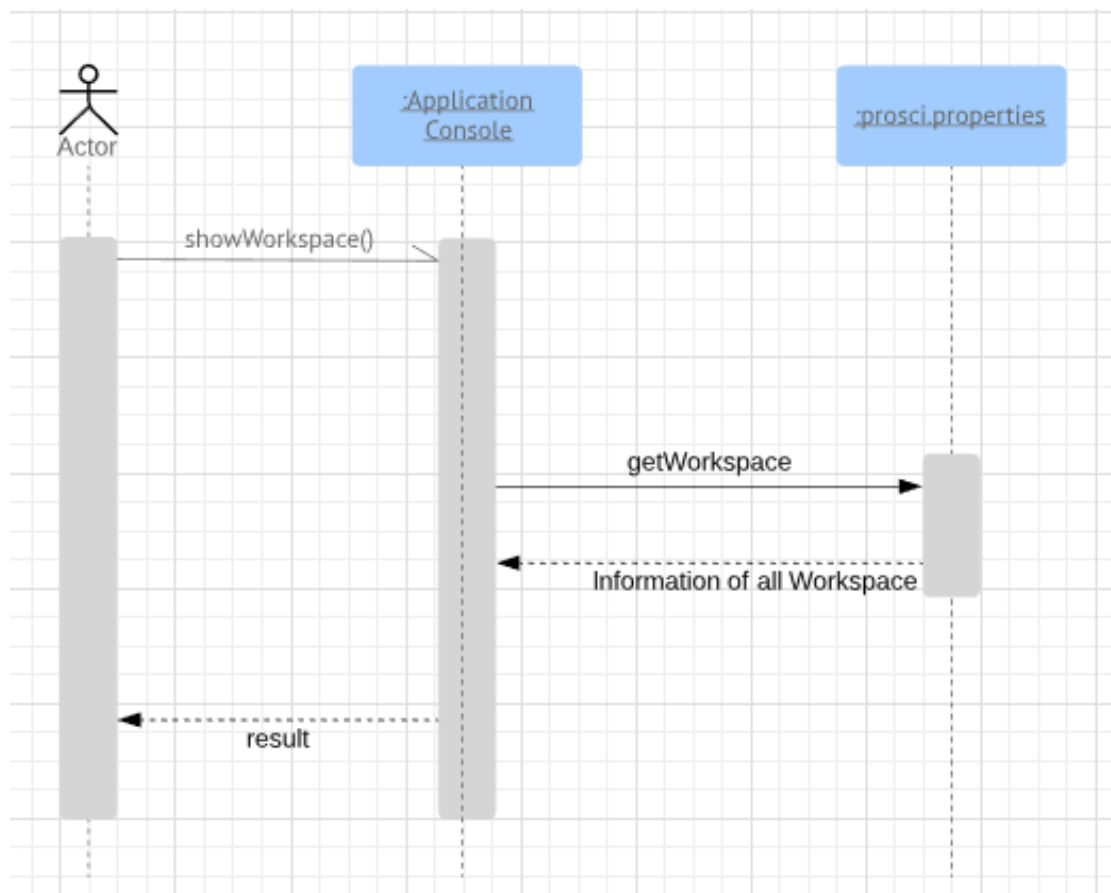 :Application
Console
:prosci.properties
Actor
showWorkspace()
getWorkspace
Information of all Workspace
result